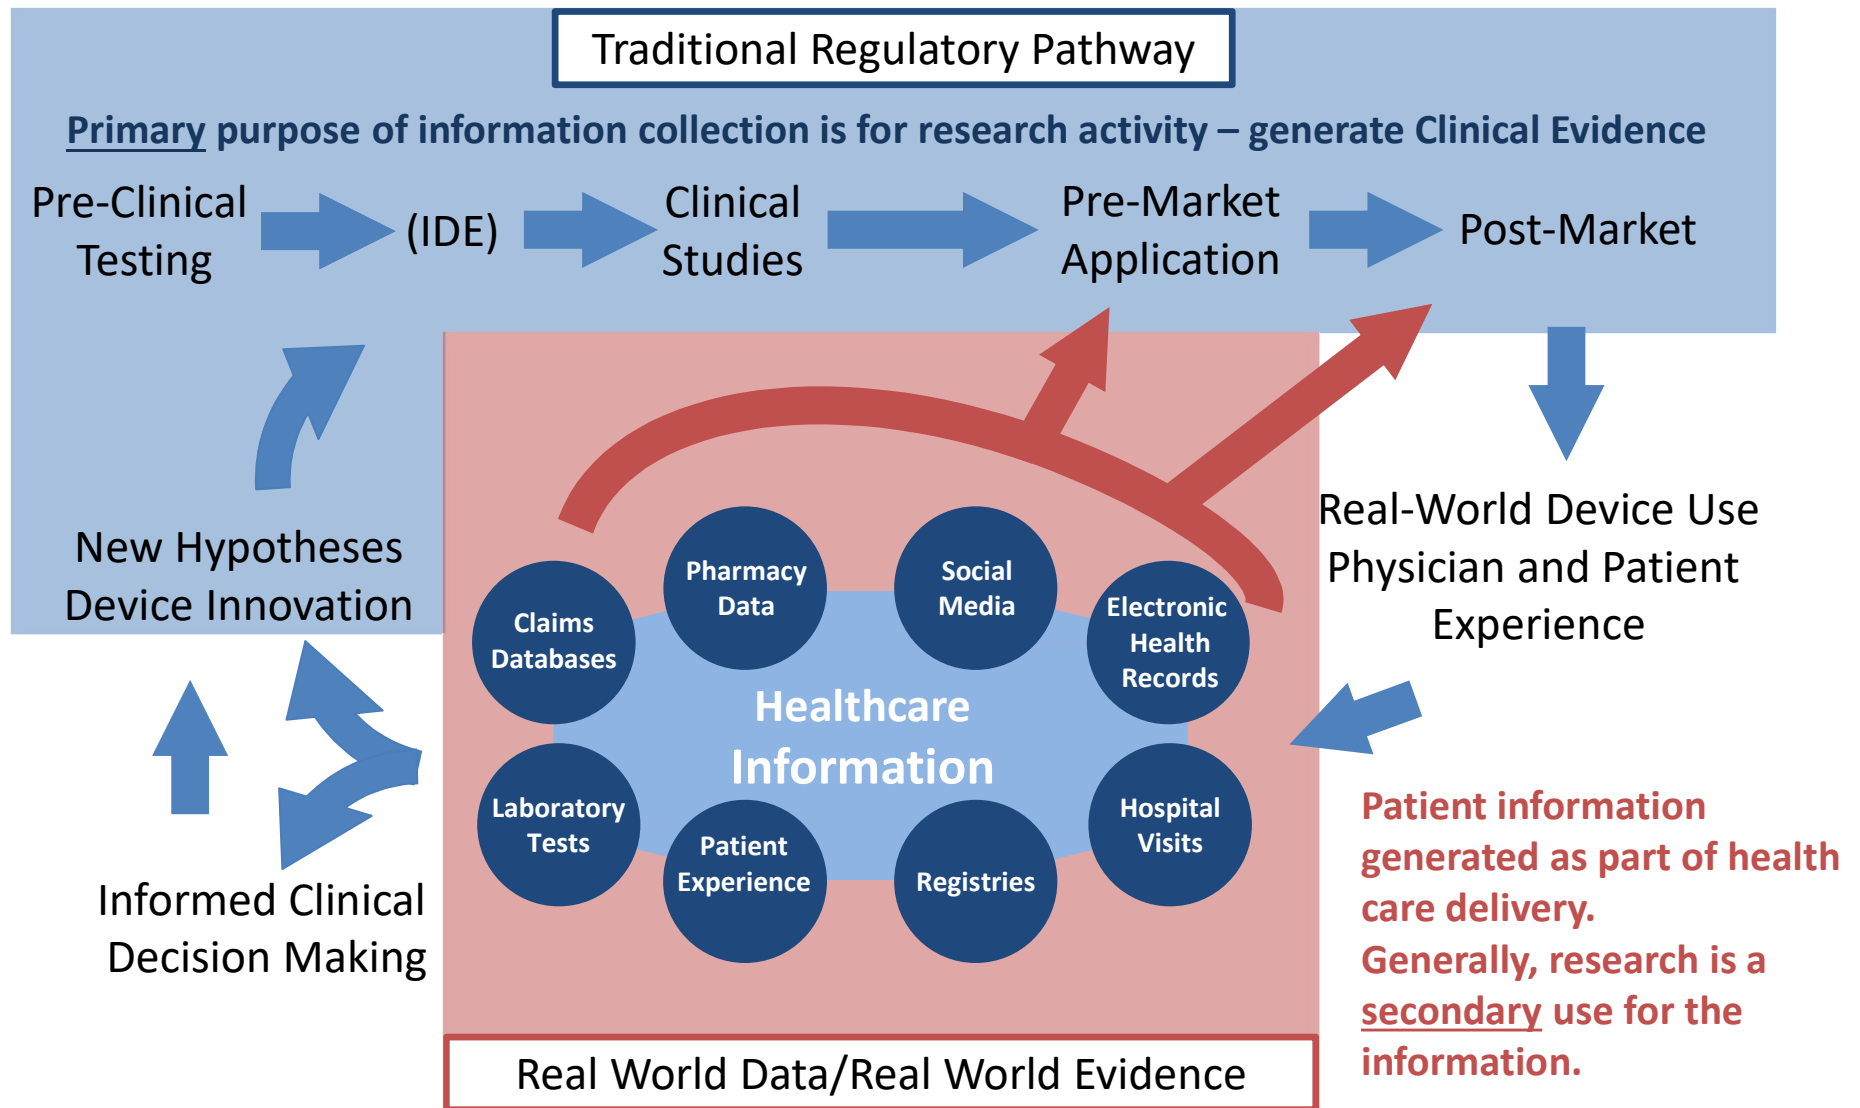 Traditional Regulatory Pathway
Primary purpose of information collection is for research activity – generate Clinical Evidence
Pre-Clinical
Testing
(IDE)
Clinical
Studies
Pre-Market
Application
Post-Market
New Hypotheses
Device Innovation
Real-World Device Use
Physician and Patient
Experience
Claims
Databases
Pharmacy
Data
Social
Media
Electronic
Health
Records
Healthcare
Information
Laboratory
Tests
Patient
Experience
Registries
Hospital
Visits
Informed Clinical
Decision Making
Patient information
generated as part of health
care delivery.
Generally, research is a
secondary use for the
information.
Real World Data/Real World Evidence